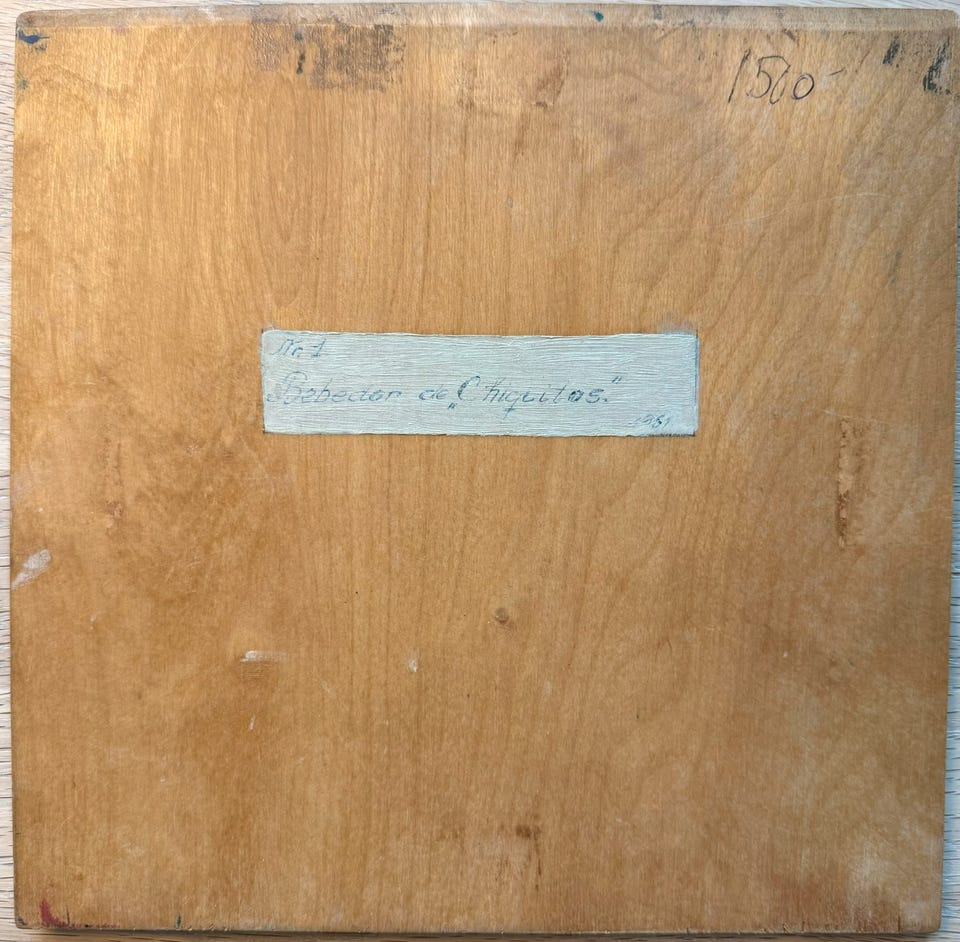 1500-
Nr. 1
Bebedor de „Chiquitos."
1951